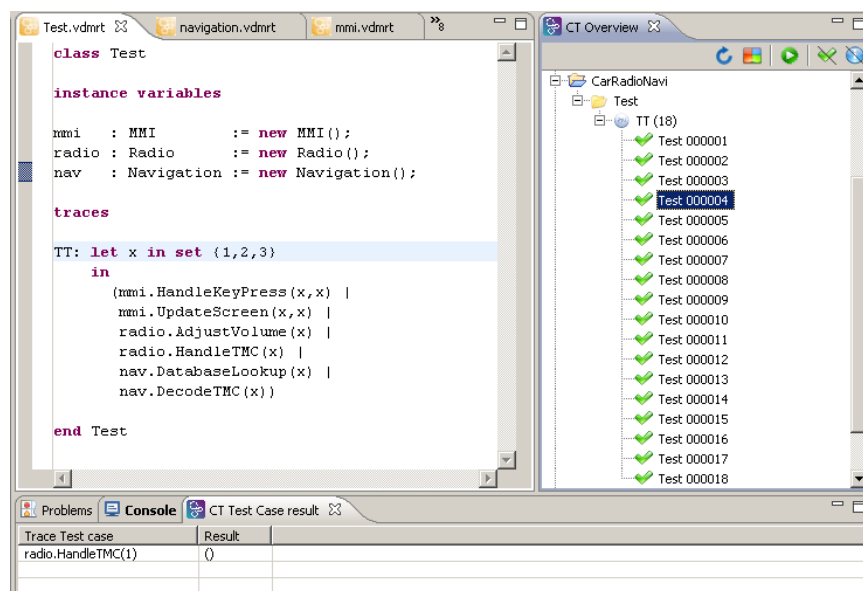 Test.vdmrt
navigation.vdmrt
mmi.vdmrt
»8
class Test
instance variables
mmi : MMI := new MMI();
radio : Radio := new Radio();
nav : Navigation := new Navigation();
traces
TT: let x in set {1,2,3}
in
(mmi.HandleKeyPress(x,x) |
mmi.UpdateScreen(x,x) |
radio.AdjustVolume(x) |
radio.HandleTMC(x) |
nav.DatabaseLookup(x) |
nav.DecodeTMC(x))
end Test
CT Overview
CarRadioNavi
Test
TT (18)
Test 000001
Test 000002
Test 000003
Test 000004
Test 000005
Test 000006
Test 000007
Test 000008
Test 000009
Test 000010
Test 000011
Test 000012
Test 000013
Test 000014
Test 000015
Test 000016
Test 000017
Test 000018
Problems
Console
CT Test Case result
Trace Test case Result
radio.HandleTMC(1) ()